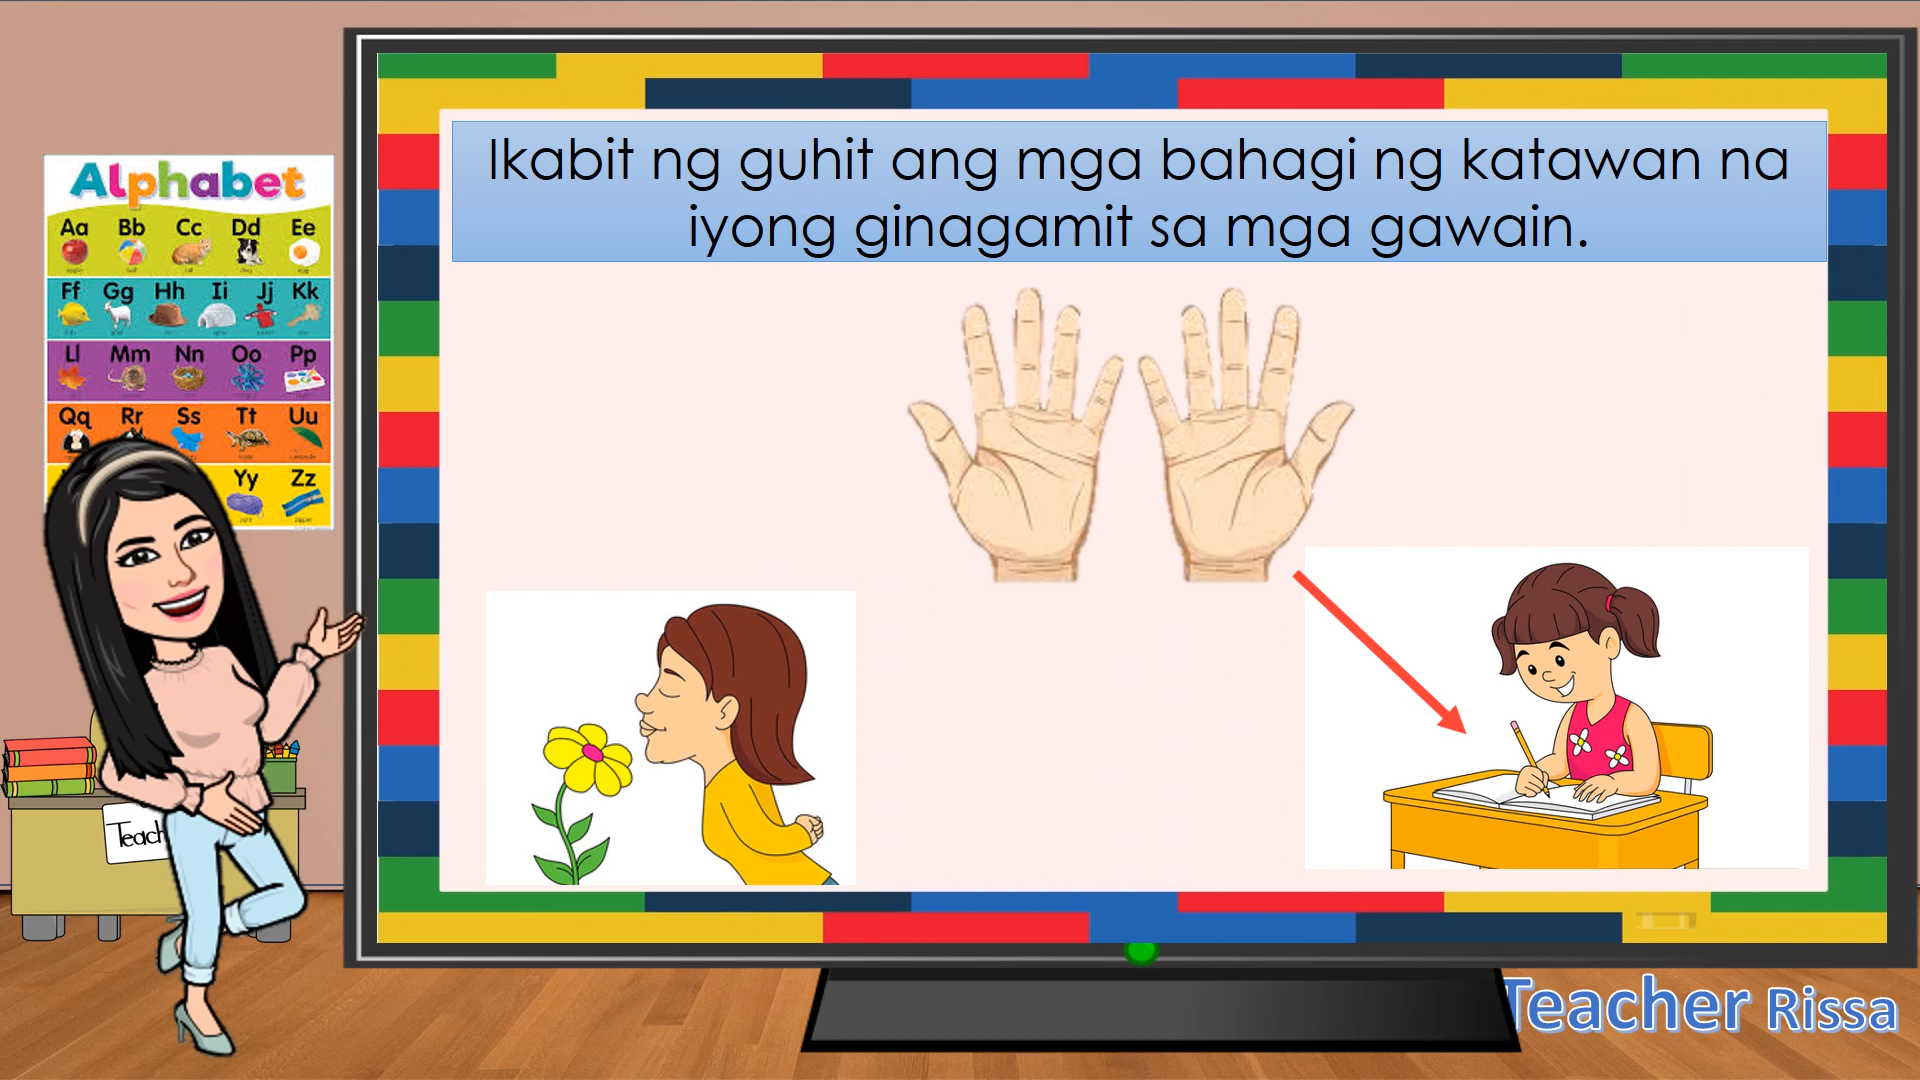 Ikabit ng guhit ang mga bahagi ng katawan na
iyong ginagamit sa mga gawain.
Alphabet
Aa Bb Cc Dd Ee
Ff Gg Hh Ii Jj Kk
Ll Mm Nn Oo Pp
Qq Rr Ss Tt Uu
Yy Zz
Teach
Teacher Rissa